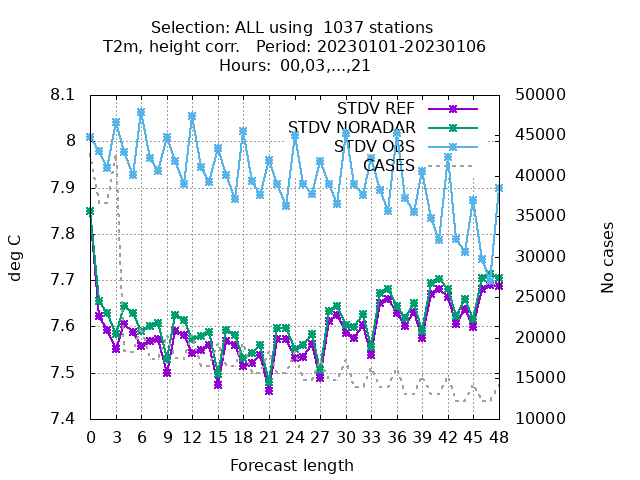 Selection: ALL using  1037 stations
T2m, height corr.   Period: 20230101-20230106
Hours:  00,03,...,21
STDV REF
STDV NORADAR
STDV OBS
CASES
8.1
8
7.9
7.8
7.7
7.6
7.5
7.4
deg C
50000
45000
40000
35000
30000
25000
20000
15000
10000
No cases
0 3 6 9 12 15 18 21 24 27 30 33 36 39 42 45 48
Forecast length